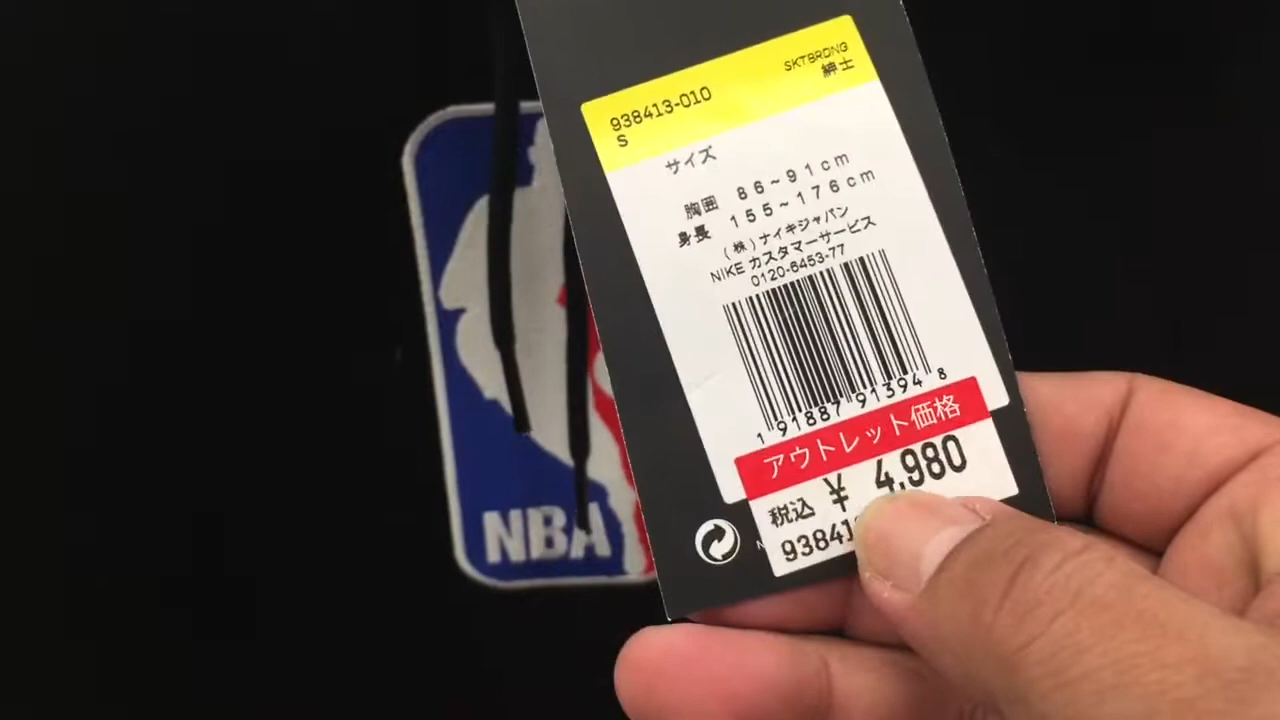 SKTBRDNG
紳士
938413-010
S
サイズ
胸囲 86~91cm
身長 155~176cm
(株)ナイキジャパン
NIKE カスタマーサービス
0120-6453-77
1 91887 91394 8
アウトレット価格
税込 ¥ 4,980
93841
NBA